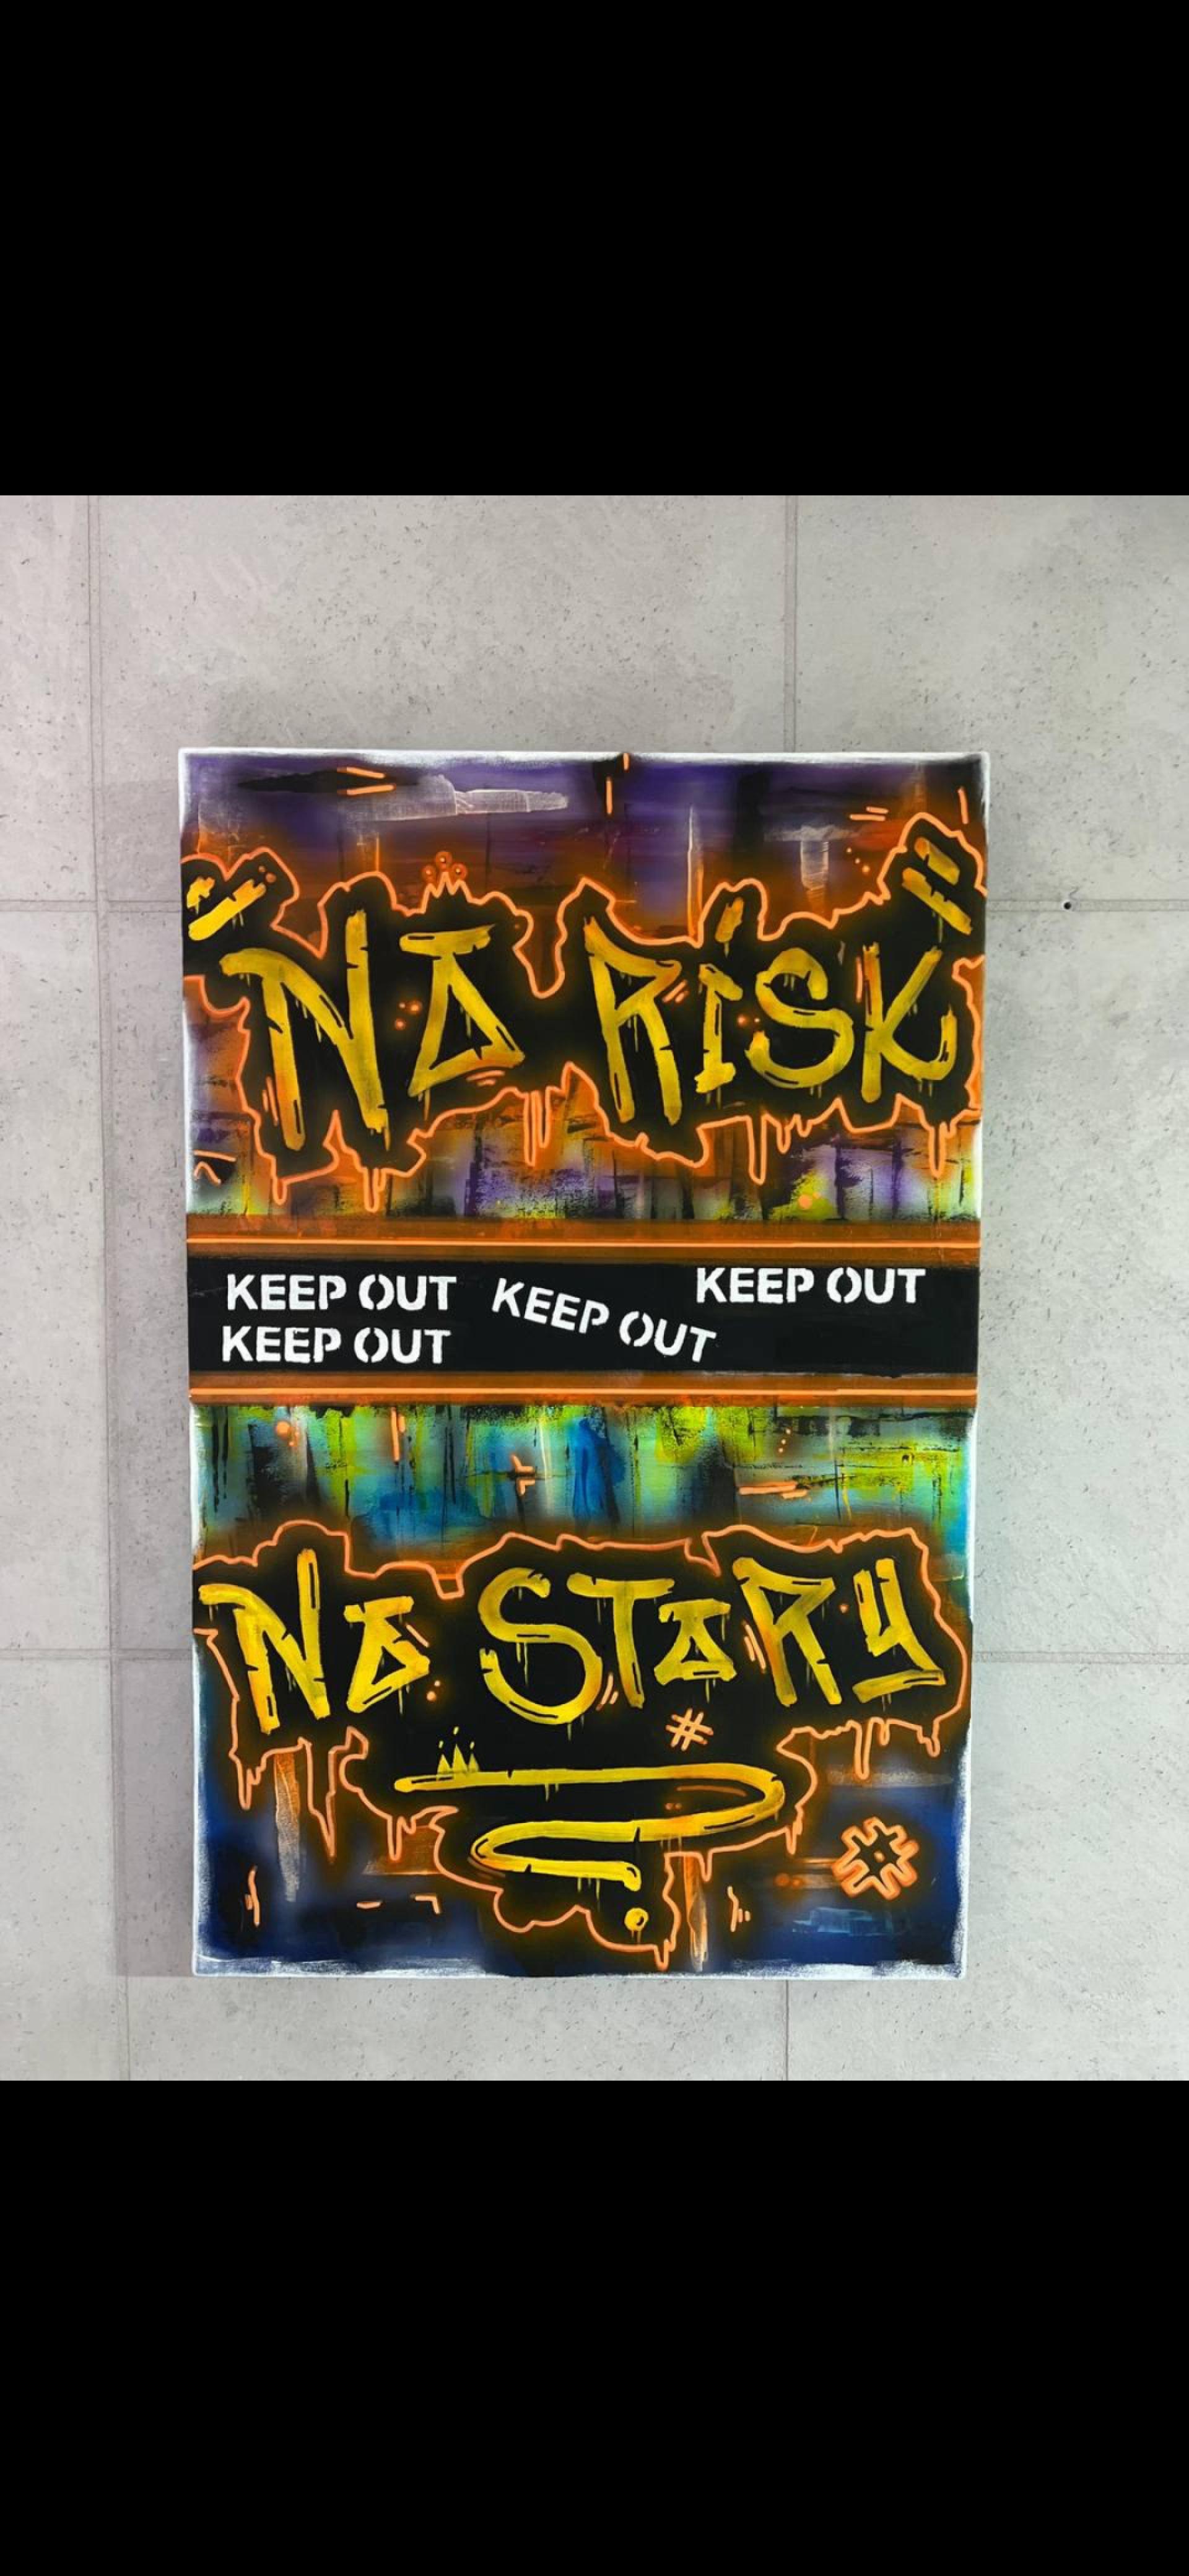 "No RiSK"
KEEP OUT KEEP OUT KEEP OUT
KEEP OUT
No SToRy
#